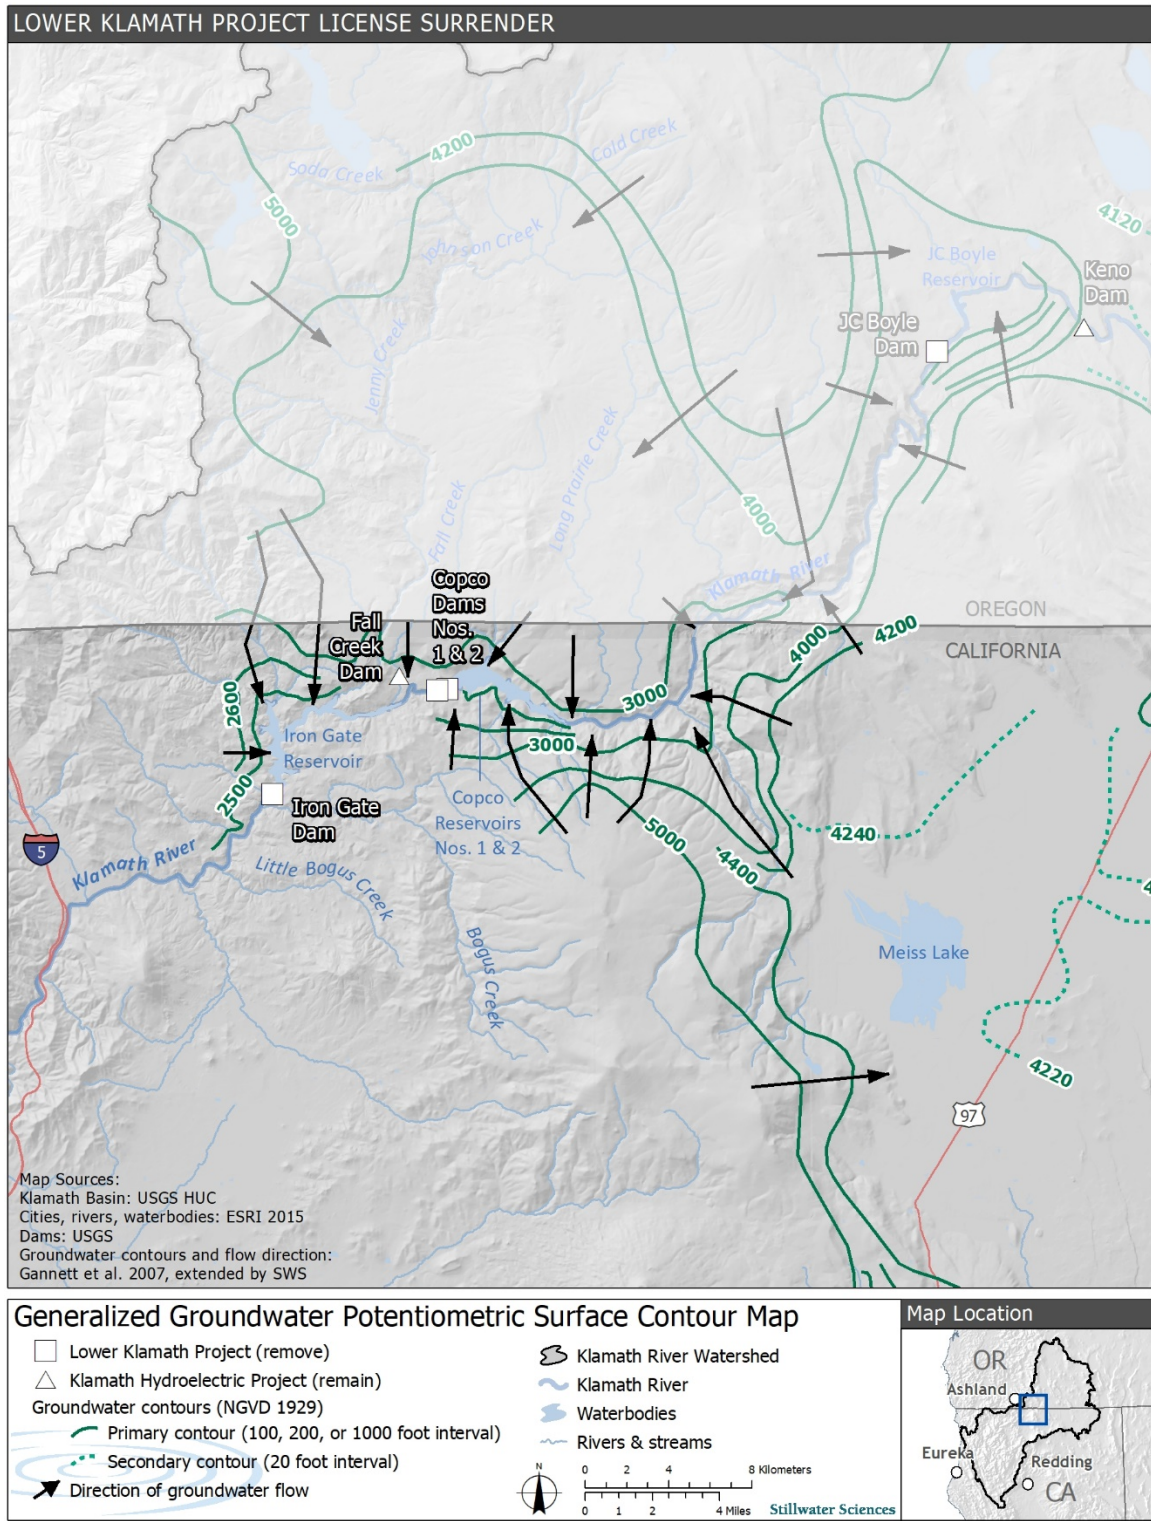 LOWER KLAMATH PROJECT LICENSE SURRENDER
4200
Cold Creek
Soda Creek
5000
4120
Johnson Creek
JC Boyle
Reservoir
Keno
Dam
JC Boyle
Dam
Jenny Creek
Long Prairie Creek
4000
Fall Creek
Klamath River
Copco
Dams
Nos.
1 & 2
Fall
Creek
Dam
OREGON
4200
4000
CALIFORNIA
2600
3000
Iron Gate
Reservoir
3000
2500
Iron Gate
Dam
Copco
Reservoirs
Nos. 1 & 2
5000
4240
5
Klamath River
Little Bogus Creek
4400
Bogus Creek
Meiss Lake
4220
97
Map Sources:
Klamath Basin: USGS HUC
Cities, rivers, waterbodies: ESRI 2015
Dams: USGS
Groundwater contours and flow direction:
Gannett et al. 2007, extended by SWS
Generalized Groundwater Potentiometric Surface Contour Map
Lower Klamath Project (remove)
Klamath Hydroelectric Project (remain)
Groundwater contours (NGVD 1929)
Primary contour (100, 200, or 1000 foot interval)
Secondary contour (20 foot interval)
Direction of groundwater flow
Klamath River Watershed
Klamath River
Waterbodies
Rivers & streams
N
0 2 4 8 Kilometers
0 1 2 4 Miles
Stillwater Sciences
Map Location
OR
Ashland
Eureka
Redding
CA